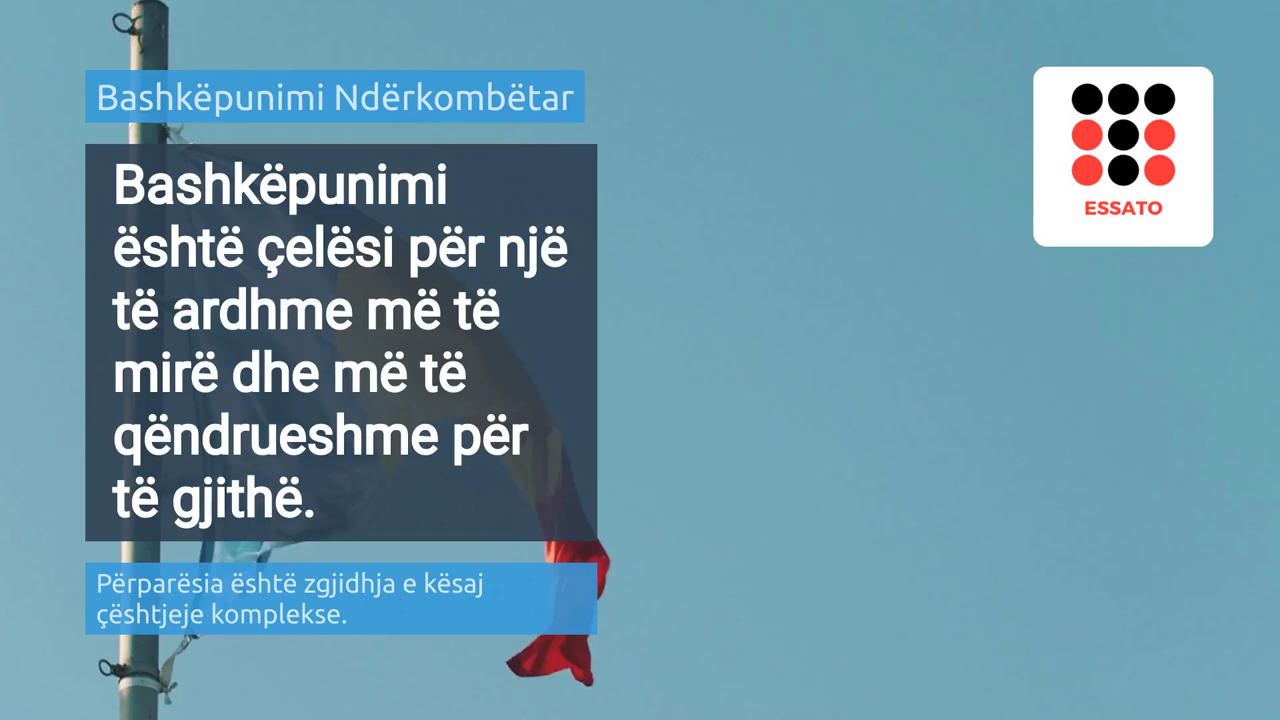 Bashkëpunimi Ndërkombëtar
ESSATO
Bashkëpunimi
është çelësi për një
të ardhme më të
mirë dhe më të
qëndrueshme për
të gjithë.
Përparësia është zgjidhja e kësaj
çështjeje komplekse.